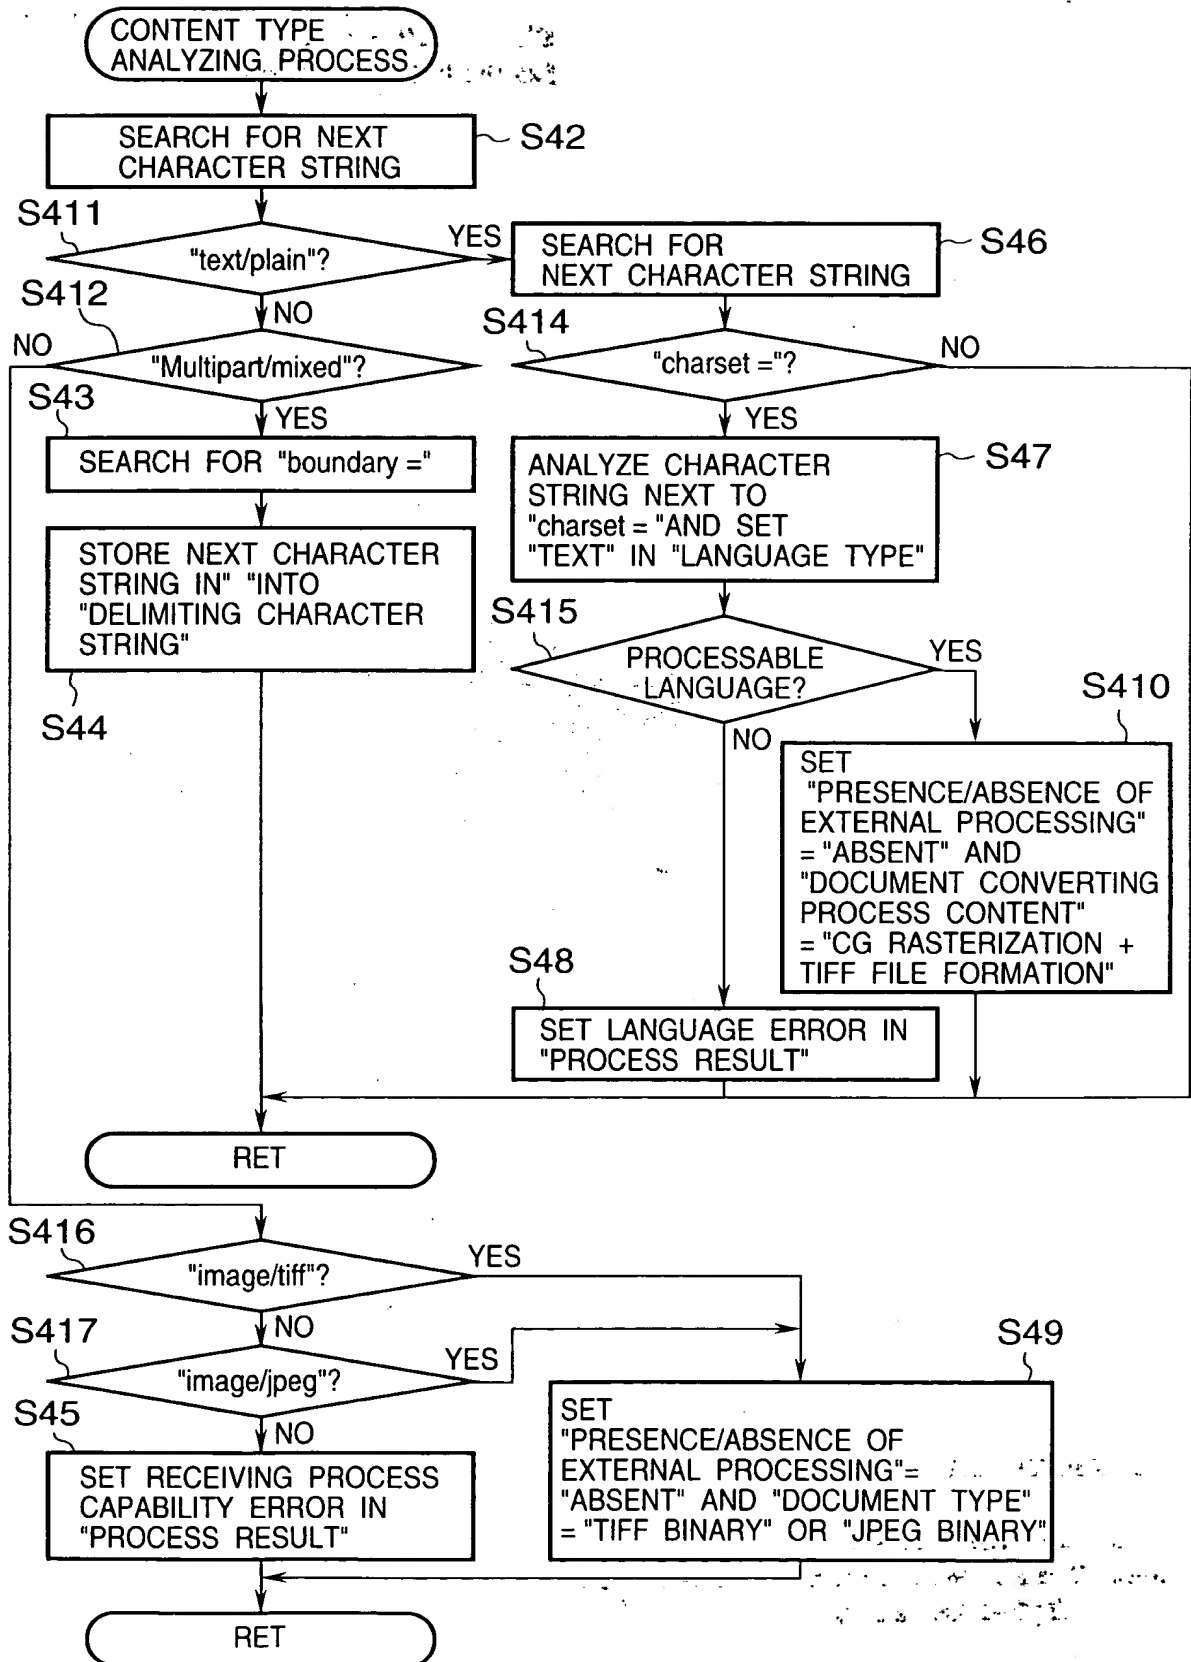 CONTENT TYPE
ANALYZING PROCESS
SEARCH FOR NEXT
CHARACTER STRING
S42
S411
"text/plain"?
YES
SEARCH FOR
NEXT CHARACTER STRING
S46
S412
NO
NO
"Multipart/mixed"?
S414
"charset ="?
NO
S43
YES
YES
SEARCH FOR "boundary ="
ANALYZE CHARACTER
STRING NEXT TO
"charset = "AND SET
"TEXT" IN "LANGUAGE TYPE"
S47
STORE NEXT CHARACTER
STRING IN" "INTO
"DELIMITING CHARACTER
STRING"
S44
S415
PROCESSABLE
LANGUAGE?
YES
NO
S410
SET
"PRESENCE/ABSENCE OF
EXTERNAL PROCESSING"
= "ABSENT" AND
"DOCUMENT CONVERTING
PROCESS CONTENT"
= "CG RASTERIZATION +
TIFF FILE FORMATION"
S48
SET LANGUAGE ERROR IN
"PROCESS RESULT"
RET
S416
"image/tiff"?
YES
NO
S417
"image/jpeg"?
YES
S49
S45
NO
SET RECEIVING PROCESS
CAPABILITY ERROR IN
"PROCESS RESULT"
SET
"PRESENCE/ABSENCE OF
EXTERNAL PROCESSING"=
"ABSENT" AND "DOCUMENT TYPE"
= "TIFF BINARY" OR "JPEG BINARY"
RET